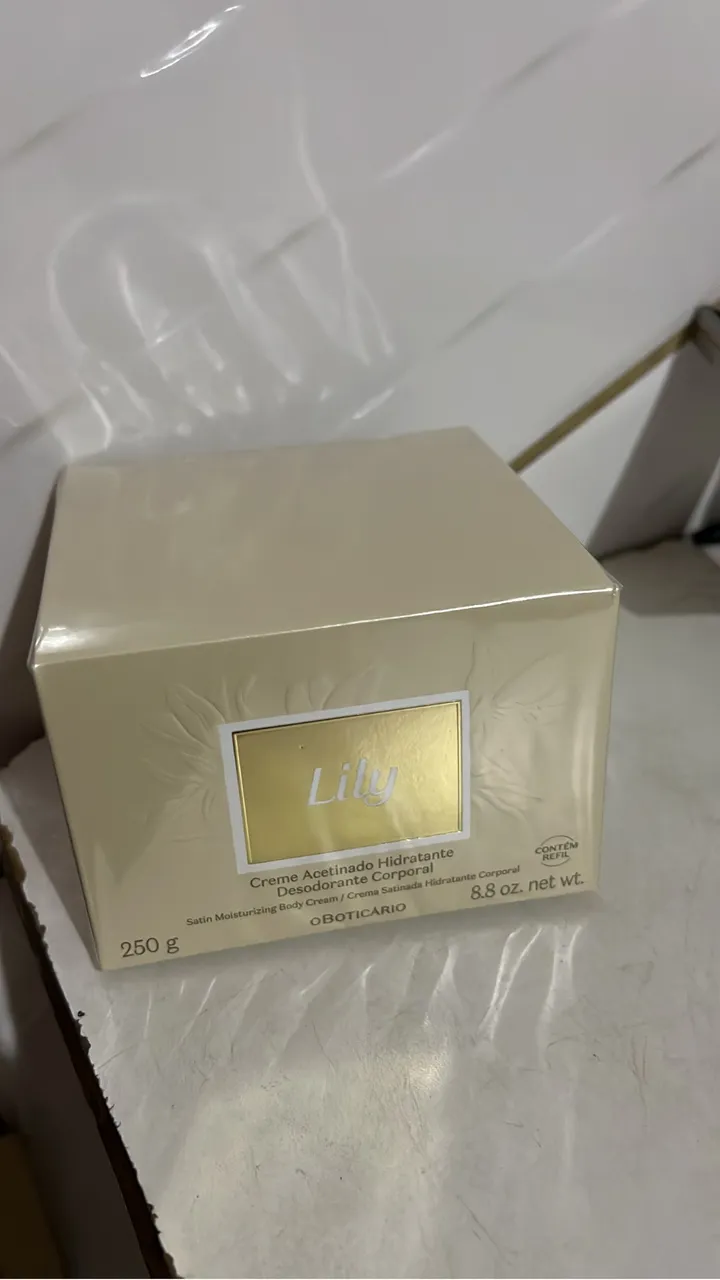 Lily
Creme Acetinado Hidratante
Desodorante Corporal
Satin Moisturizing Body Cream / Crema Satinada Hidratante Corporal
OBOTICÁRIO
250 g
8.8 oz. net wt.
CONTÉM
REFIL